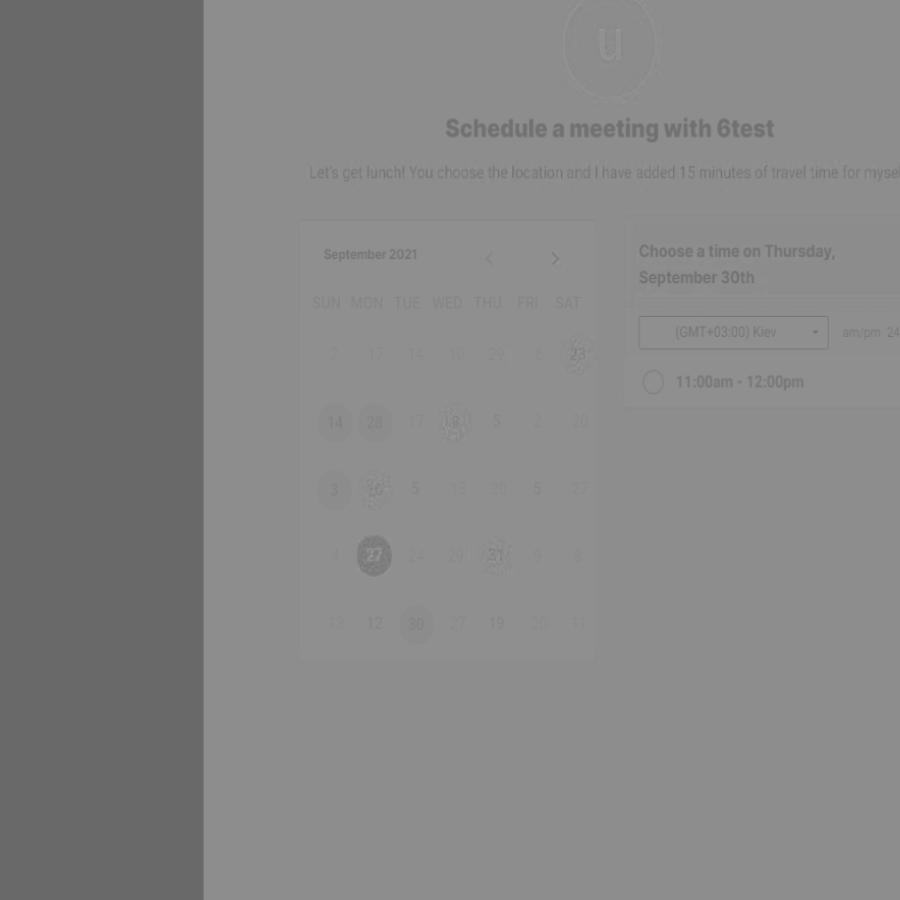 u
Schedule a meeting with 6test
Let's get lunch! You choose the location and I have added 15 minutes of travel time for myse
September 2021
SUN MON TUE WED THU FRI SAT
2 17 14 10 29 6 23
14 28 17 8 5 2 20
3 5 13 20 5 27
4 27 24 29 31 9 8
13 12 30 27 19 20 11
Choose a time on Thursday,
September 30th
(GMT+03:00) Kiev am/pm 24
11:00am - 12:00pm